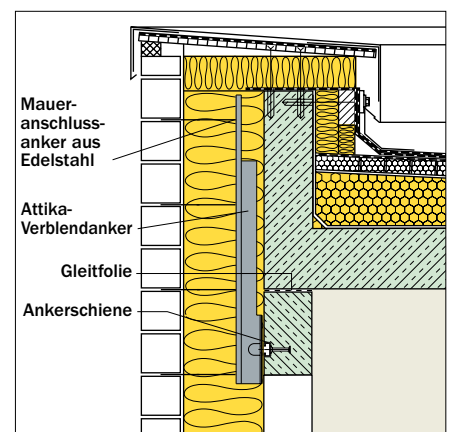 Mauer-
anschluss-
anker aus
Edelstahl
Attika-
Verblendanker
Gleitfolie
Ankerschiene